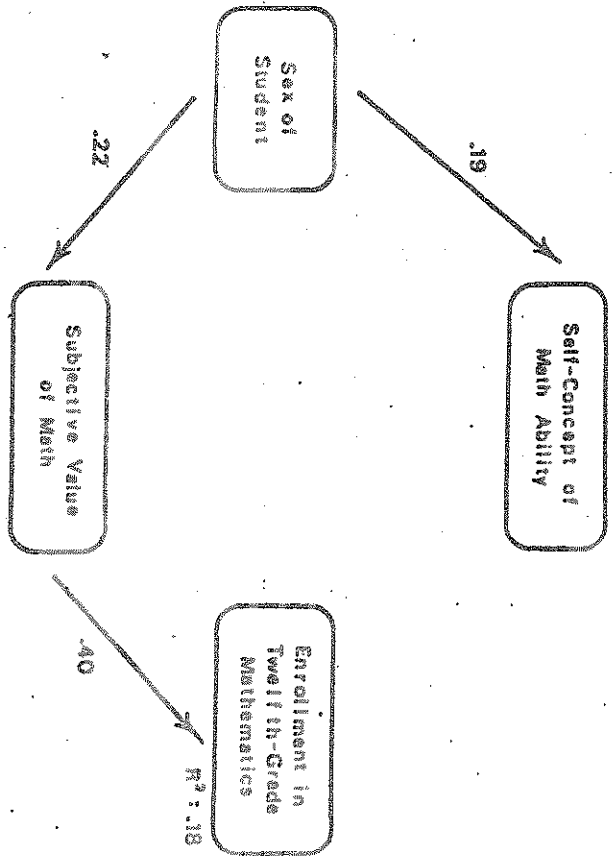 Self-Concept of
Math Ability
.19
Sex of
Student
Enrollment in
Twelfth-Grade
Mathematics
R²=.18
.22
.40
Subjective Value
of Math